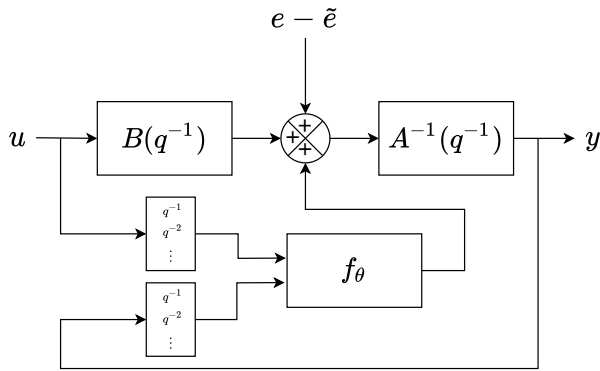 e − ẽ
u
B(q⁻¹)
+
+
+
A⁻¹(q⁻¹)
y
q⁻¹
q⁻²
⋮
f_θ
q⁻¹
q⁻²
⋮